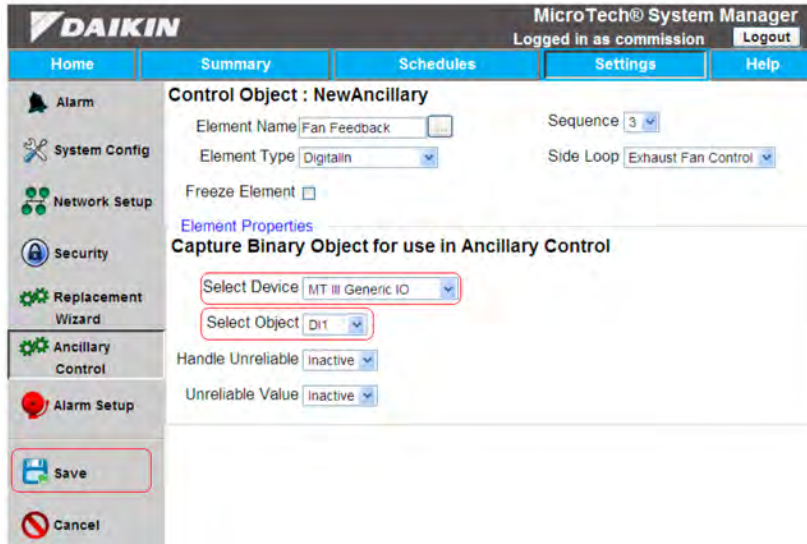 DAIKIN
MicroTech® System Manager
Logged in as commission Logout
Home Summary Schedules Settings Help
Alarm
System Config
Network Setup
Security
Replacement
Wizard
Ancillary
Control
Alarm Setup
Save
Cancel
Control Object : NewAncillary
Element Name Fan Feedback ... Sequence 3
Element Type DigitalIn Side Loop Exhaust Fan Control
Freeze Element
Element Properties
Capture Binary Object for use in Ancillary Control
Select Device MT III Generic IO
Select Object DI1
Handle Unreliable Inactive
Unreliable Value Inactive